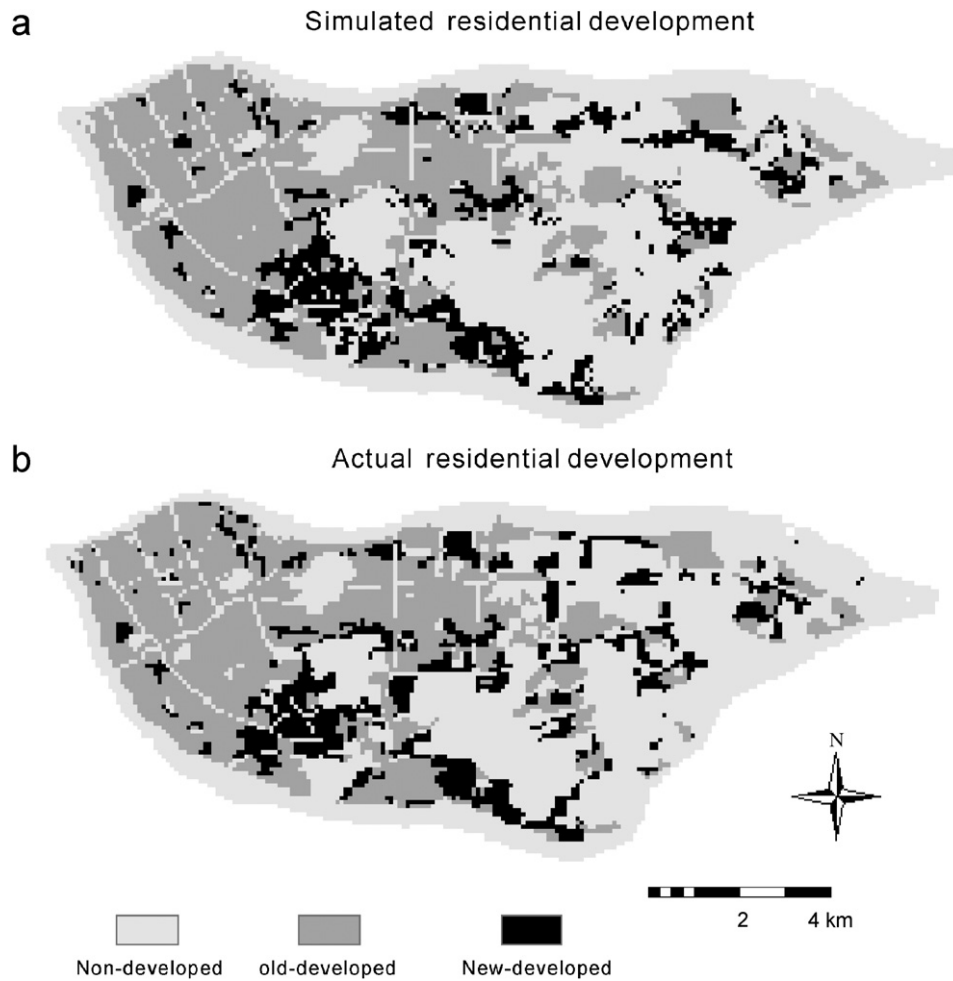 a
Simulated residential development
b
Actual residential development
N
2 4 km
Non-developed old-developed New-developed